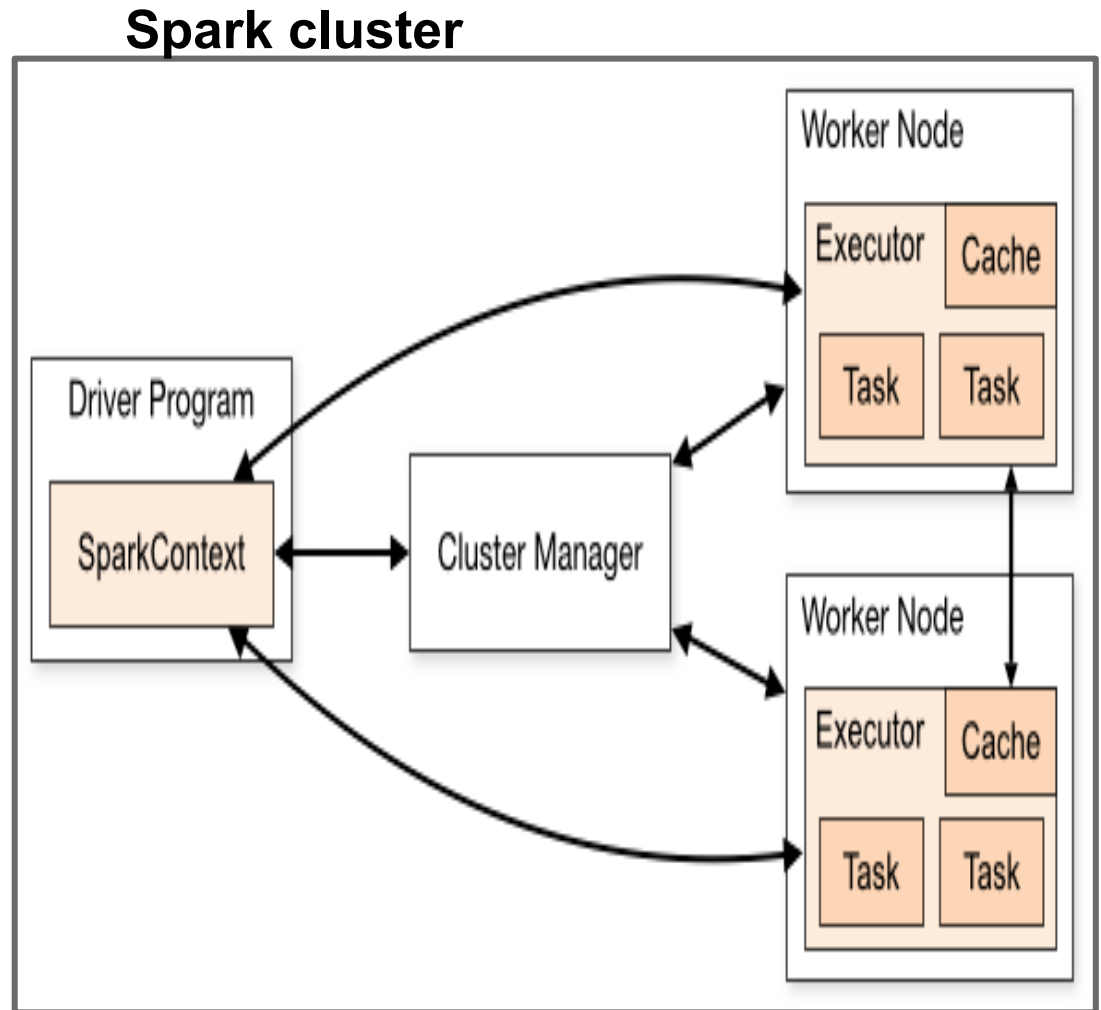 Spark cluster
Worker Node
Executor
Cache
Task
Task
Driver Program
SparkContext
Cluster Manager
Worker Node
Executor
Cache
Task
Task